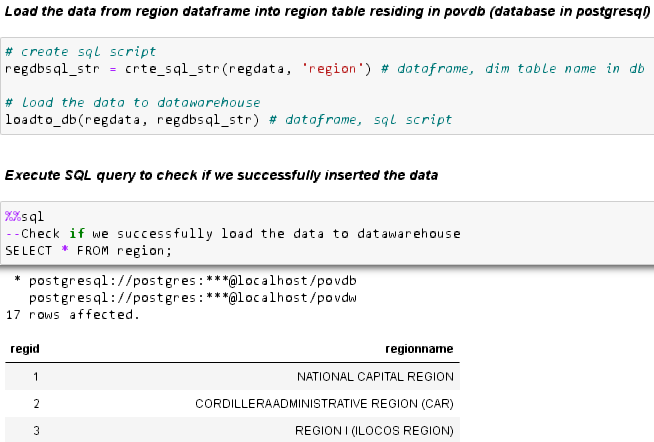 Load the data from region dataframe into region table residing in povdb (database in postgresql)
# create sql script
regdbsql_str = crte_sql_str(regdata, 'region') # dataframe, dim table name in db
# load the data to datawarehouse
loadto_db(regdata, regdbsql_str) # dataframe, sql script
Execute SQL query to check if we successfully inserted the data
%%sql
--Check if we successfully load the data to datawarehouse
SELECT * FROM region;
* postgresql://postgres:***@localhost/povdb
postgresql://postgres:***@localhost/povdw
17 rows affected.
regid regionname
1 NATIONAL CAPITAL REGION
2 CORDILLERAADMINISTRATIVE REGION (CAR)
3 REGION I (ILOCOS REGION)